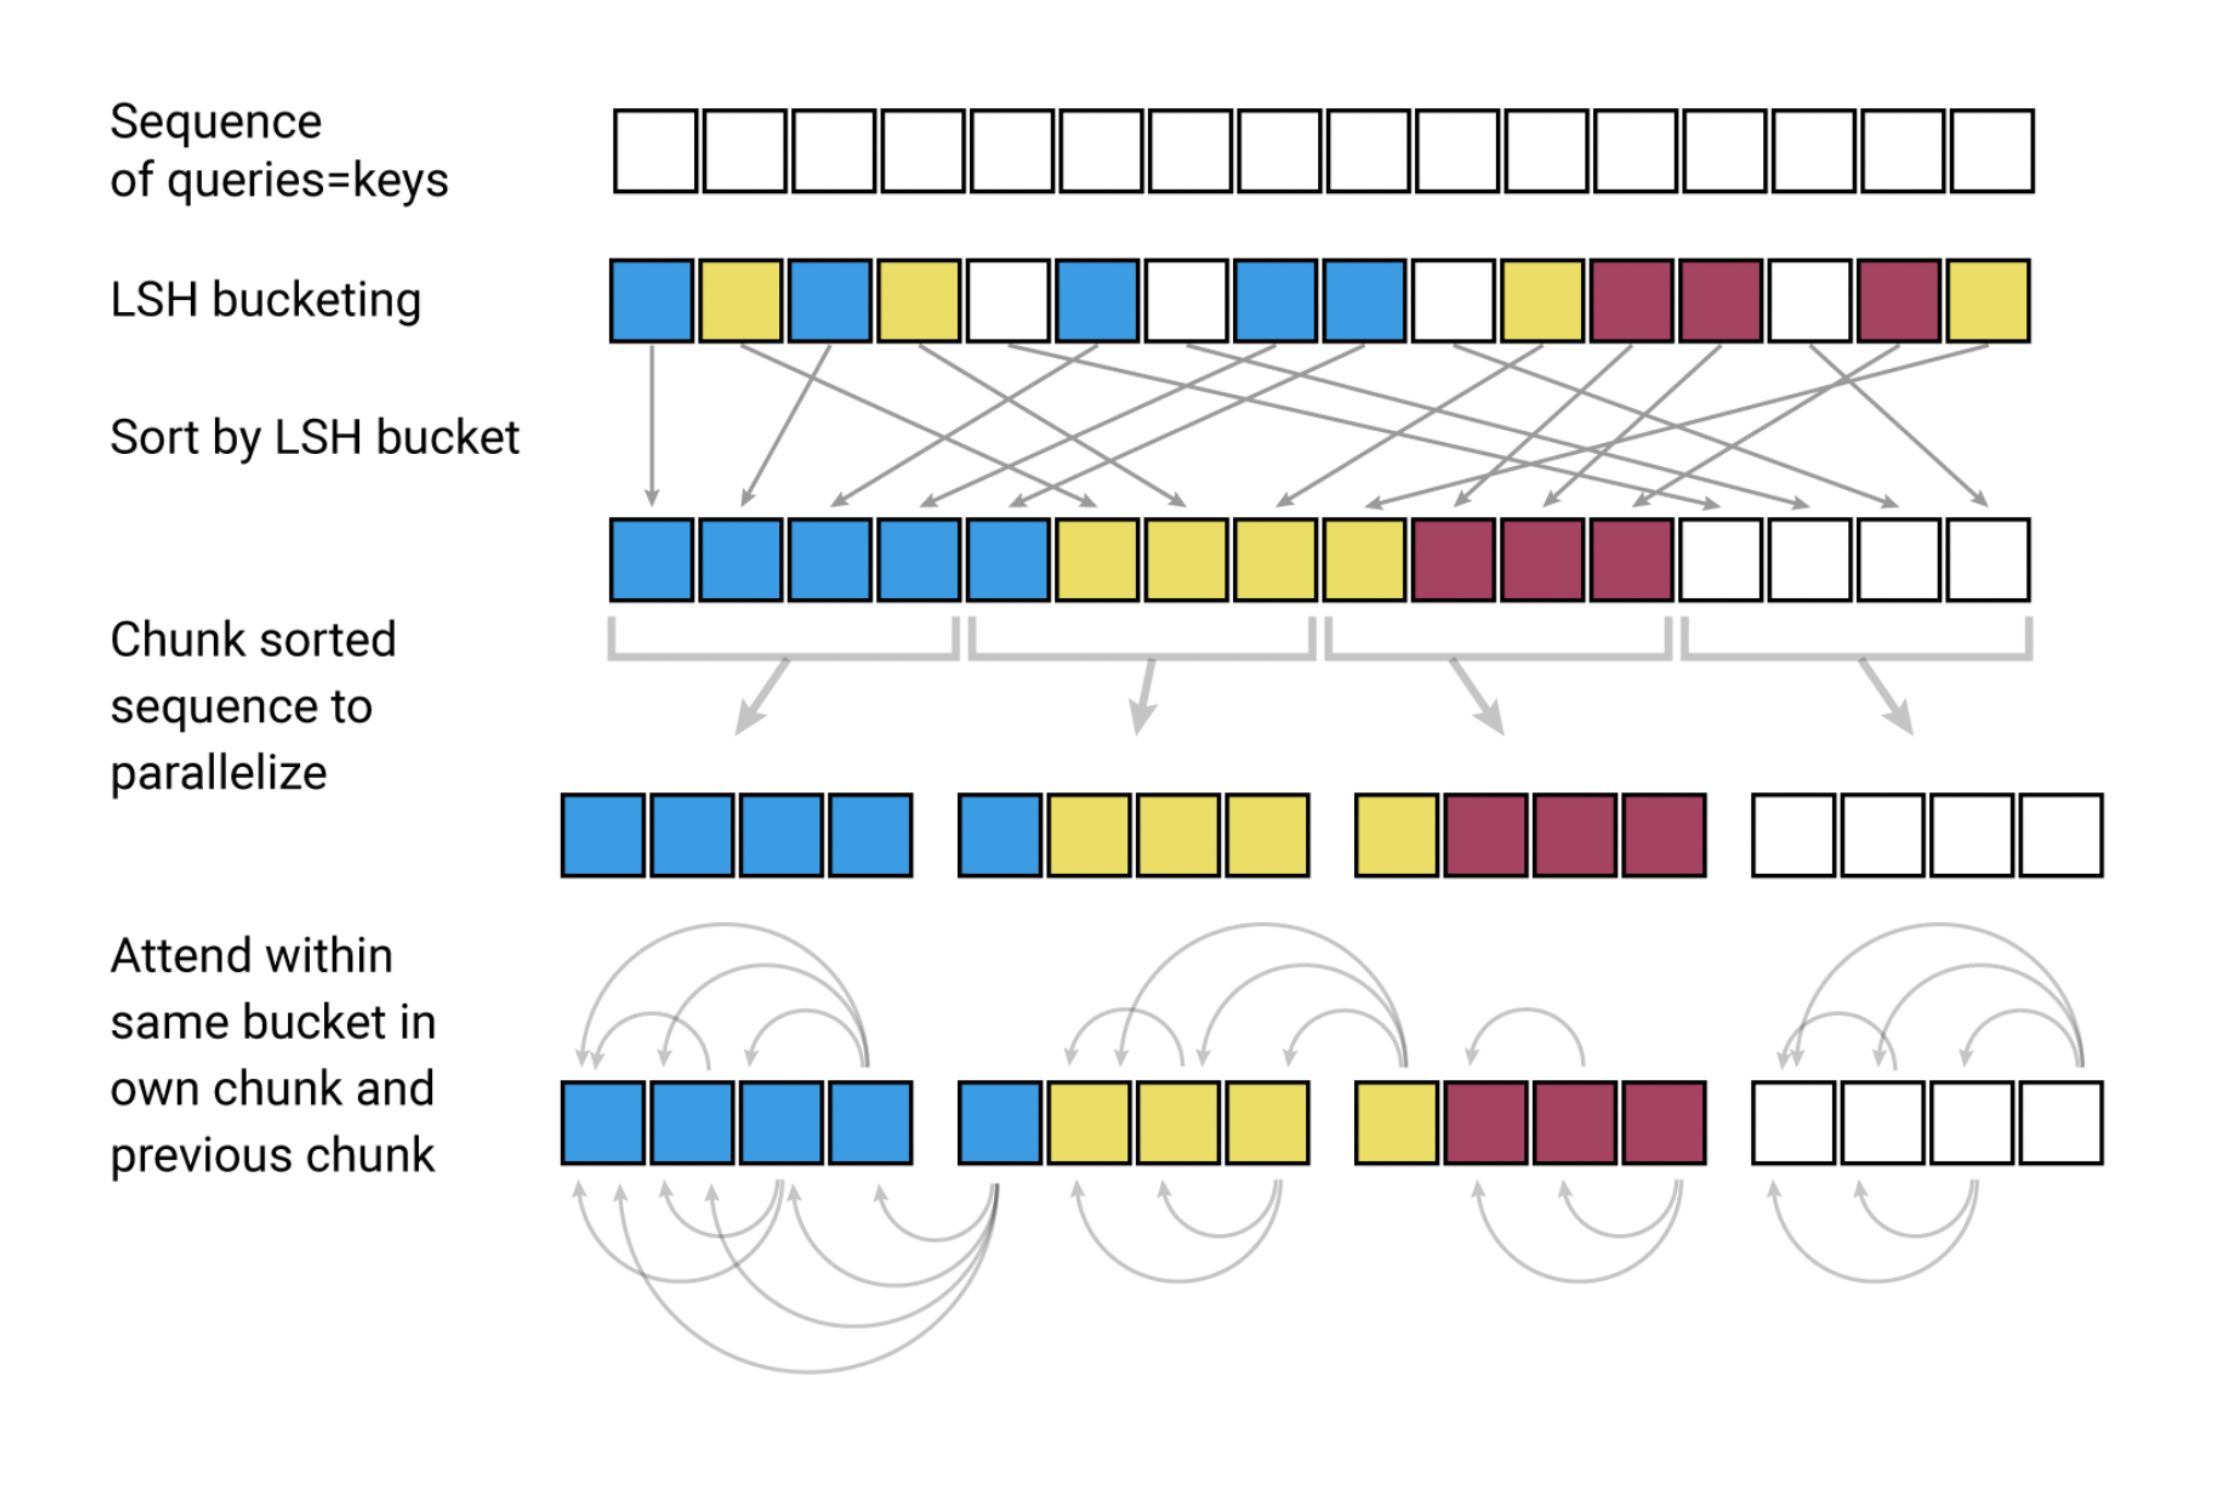 Sequence
of queries=keys
LSH bucketing
Sort by LSH bucket
Chunk sorted
sequence to
parallelize
Attend within
same bucket in
own chunk and
previous chunk